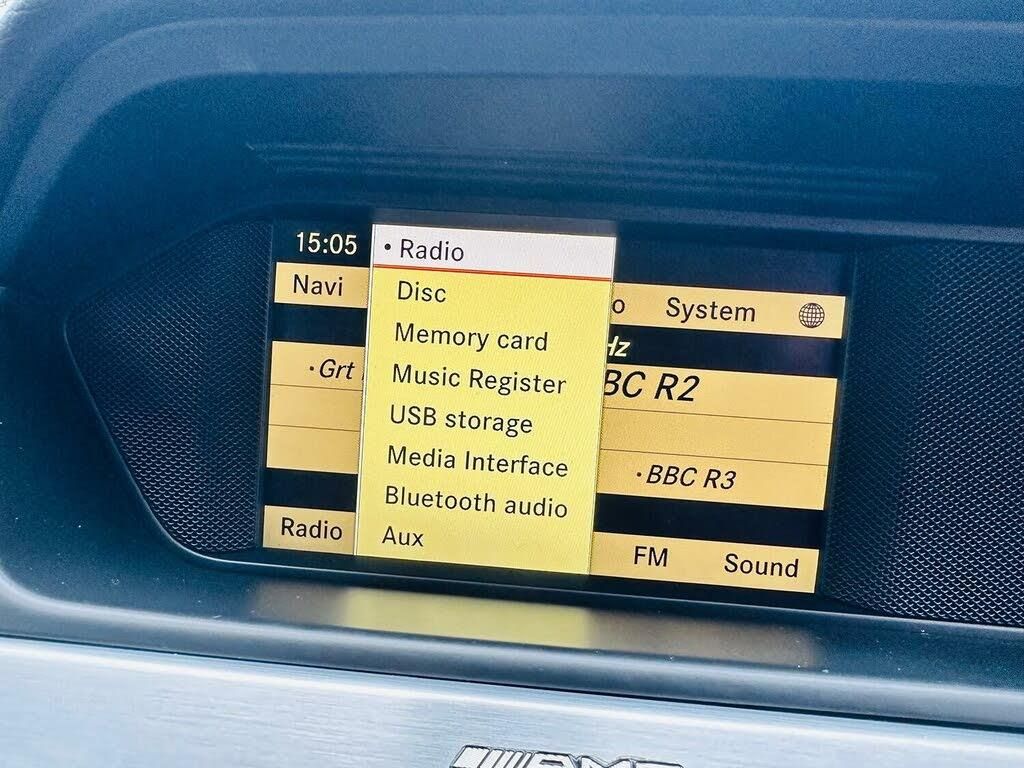 15:05
• Radio
Navi
Disc
o System
Memory card
Hz
•Grt
Music Register
BC R2
USB storage
Media Interface
•BBC R3
Bluetooth audio
Radio
Aux
FM Sound
AMG